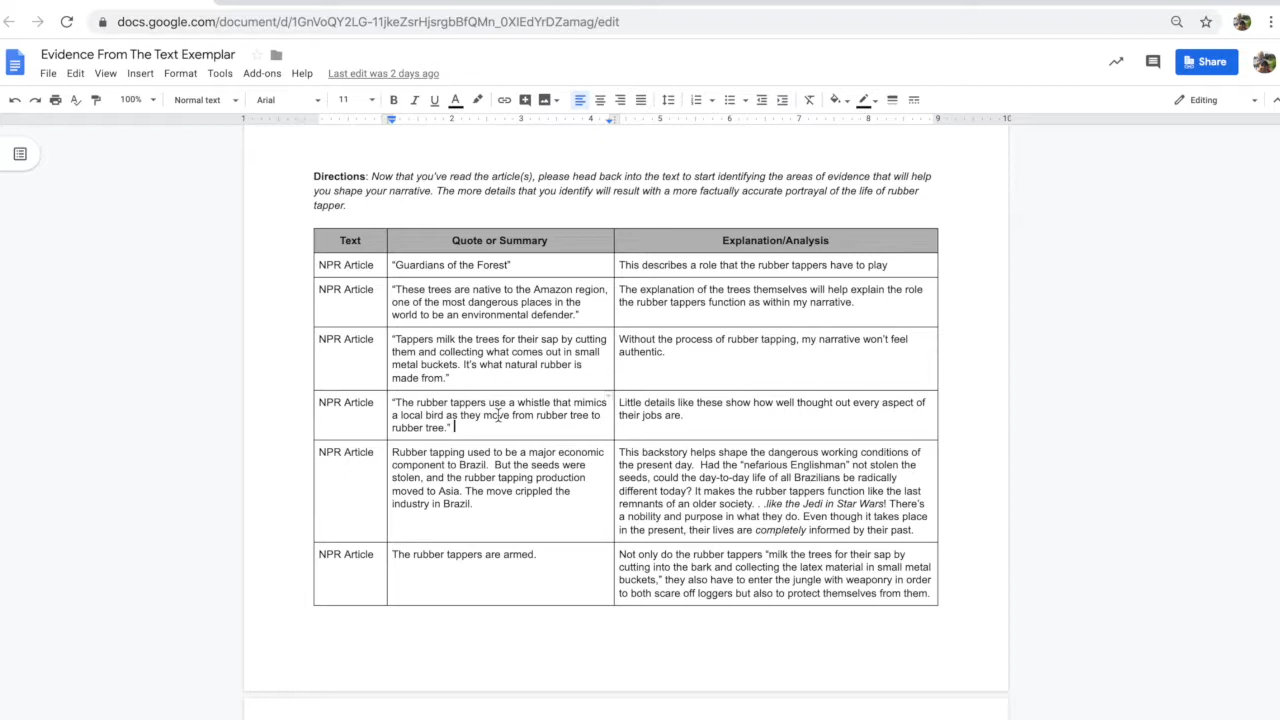 docs.google.com/document/d/1GnVoQY2LG-11jkeZsrHjsrgbBfQMn_0XIEdYrDZamag/edit
Evidence From The Text Exemplar
File Edit View Insert Format Tools Add-ons Help Last edit was 2 days ago
Share
100% Normal text Arial 11 B I U A Editing
1 2 3 4 5 6 7 8 9 10
Directions: Now that you've read the article(s), please head back into the text to start identifying the areas of evidence that will help
you shape your narrative. The more details that you identify will result with a more factually accurate portrayal of the life of rubber
tapper.
Text Quote or Summary Explanation/Analysis
NPR Article "Guardians of the Forest" This describes a role that the rubber tappers have to play
NPR Article "These trees are native to the Amazon region, The explanation of the trees themselves will help explain the role
one of the most dangerous places in the the rubber tappers function as within my narrative.
world to be an environmental defender."
NPR Article "Tappers milk the trees for their sap by cutting Without the process of rubber tapping, my narrative won't feel
them and collecting what comes out in small authentic.
metal buckets. It's what natural rubber is
made from."
NPR Article "The rubber tappers use a whistle that mimics Little details like these show how well thought out every aspect of
a local bird as they move from rubber tree to their jobs are.
rubber tree."
NPR Article Rubber tapping used to be a major economic This backstory helps shape the dangerous working conditions of
component to Brazil. But the seeds were the present day. Had the "nefarious Englishman" not stolen the
stolen, and the rubber tapping production seeds, could the day-to-day life of all Brazilians be radically
moved to Asia. The move crippled the different today? It makes the rubber tappers function like the last
industry in Brazil. remnants of an older society. . .like the Jedi in Star Wars! There's
a nobility and purpose in what they do. Even though it takes place
in the present, their lives are completely informed by their past.
NPR Article The rubber tappers are armed. Not only do the rubber tappers "milk the trees for their sap by
cutting into the bark and collecting the latex material in small metal
buckets," they also have to enter the jungle with weaponry in order
to both scare off loggers but also to protect themselves from them.